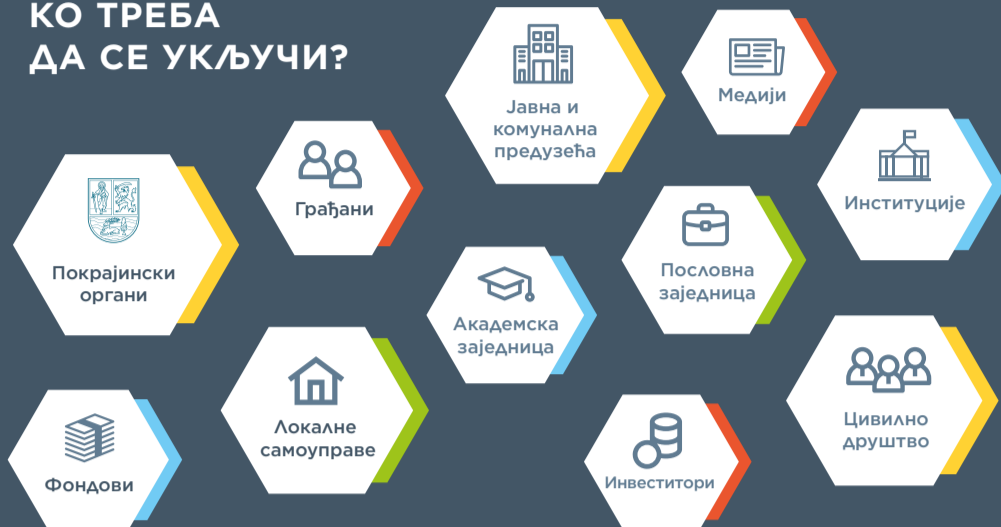 КО ТРЕБА
ДА СЕ УКЉУЧИ?
Јавна и
комунална
предузећа
Медији
Грађани
Институције
Покрајински
органи
Пословна
заједница
Академска
заједница
Локалне
самоуправе
Цивилно
друштво
Фондови
Инвеститори